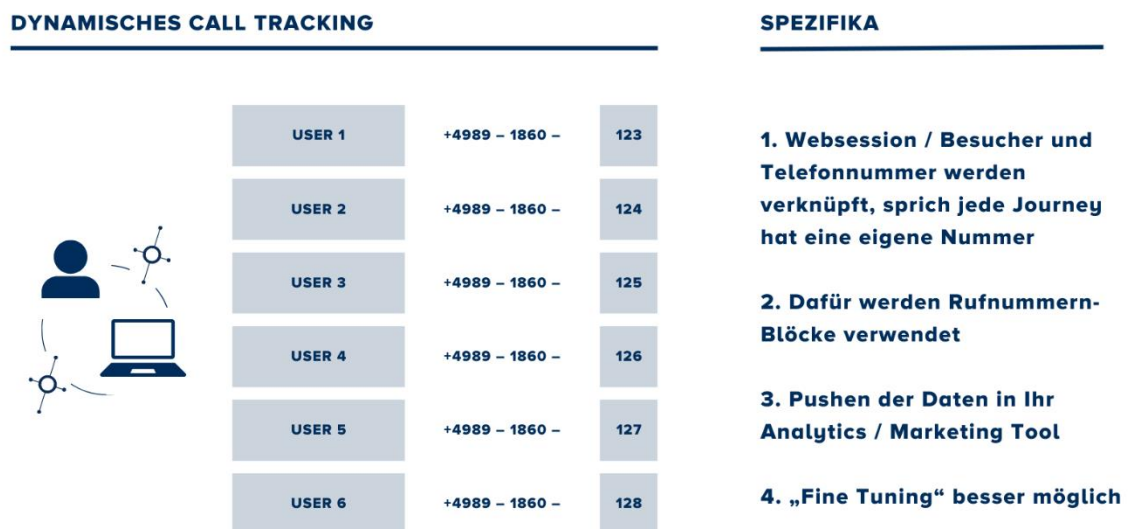 DYNAMISCHES CALL TRACKING
USER 1 +4989 – 1860 – 123
USER 2 +4989 – 1860 – 124
USER 3 +4989 – 1860 – 125
USER 4 +4989 – 1860 – 126
USER 5 +4989 – 1860 – 127
USER 6 +4989 – 1860 – 128
SPEZIFIKA
1. Websession / Besucher und
Telefonnummer werden
verknüpft, sprich jede Journey
hat eine eigene Nummer
2. Dafür werden Rufnummern-
Blöcke verwendet
3. Pushen der Daten in Ihr
Analytics / Marketing Tool
4. „Fine Tuning“ besser möglich